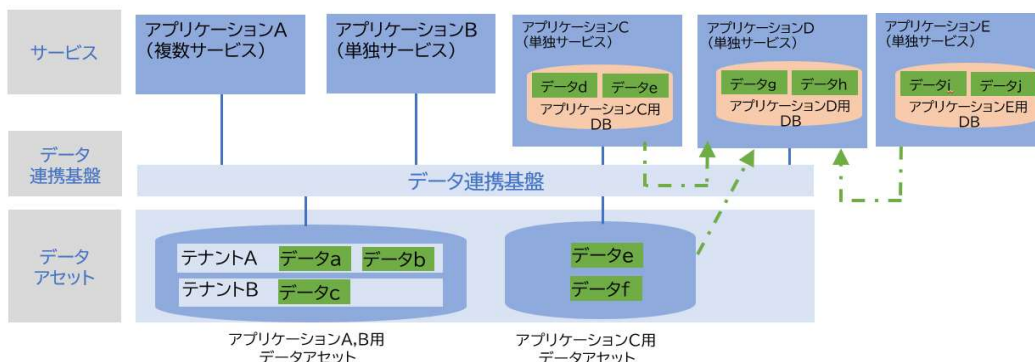 サービス
アプリケーションA
（複数サービス）
アプリケーションB
（単独サービス）
アプリケーションC
（単独サービス）
データd
データe
アプリケーションC用
DB
アプリケーションD
（単独サービス）
データg
データh
アプリケーションD用
DB
アプリケーションE
（単独サービス）
データi
データj
アプリケーションE用
DB
データ
連携基盤
データ連携基盤
データ
アセット
テナントA
データa
データb
テナントB
データc
データe
データf
アプリケーションA,B用
データアセット
アプリケーションC用
データアセット